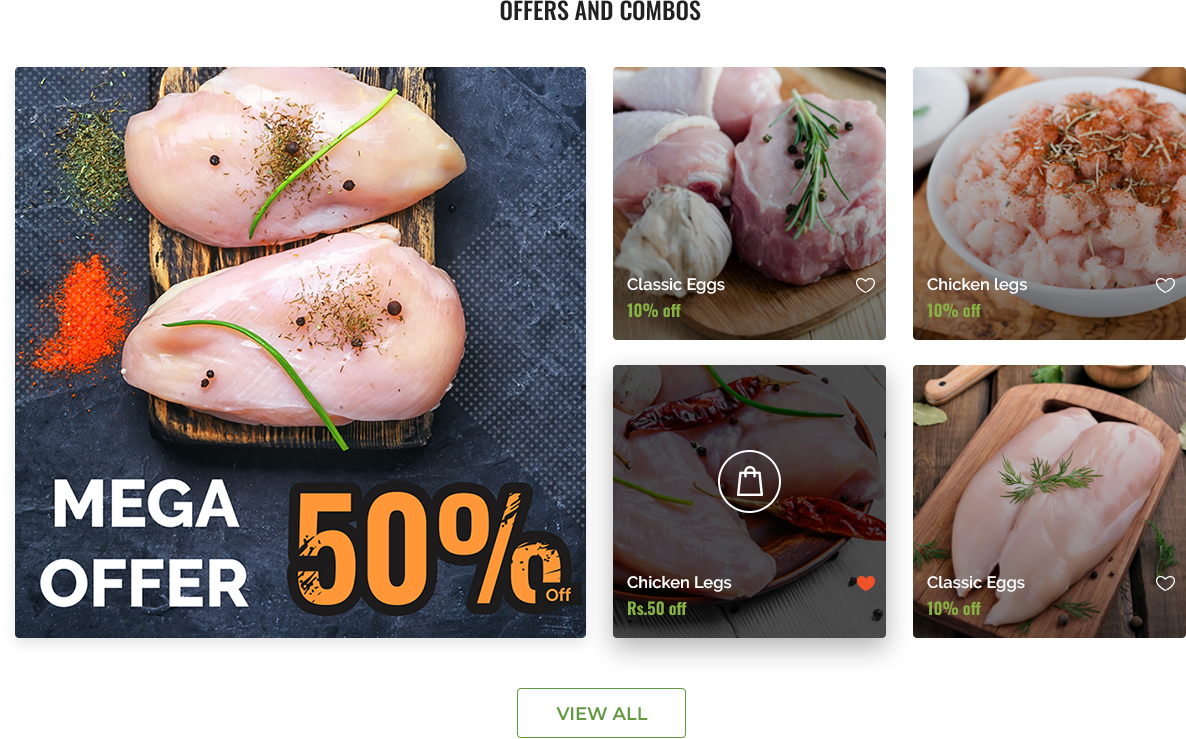 OFFERS AND COMBOS
MEGA
OFFER
50%
Off
Classic Eggs
10% off
Chicken legs
10% off
Chicken Legs
Rs.50 off
Classic Eggs
10% off
VIEW ALL